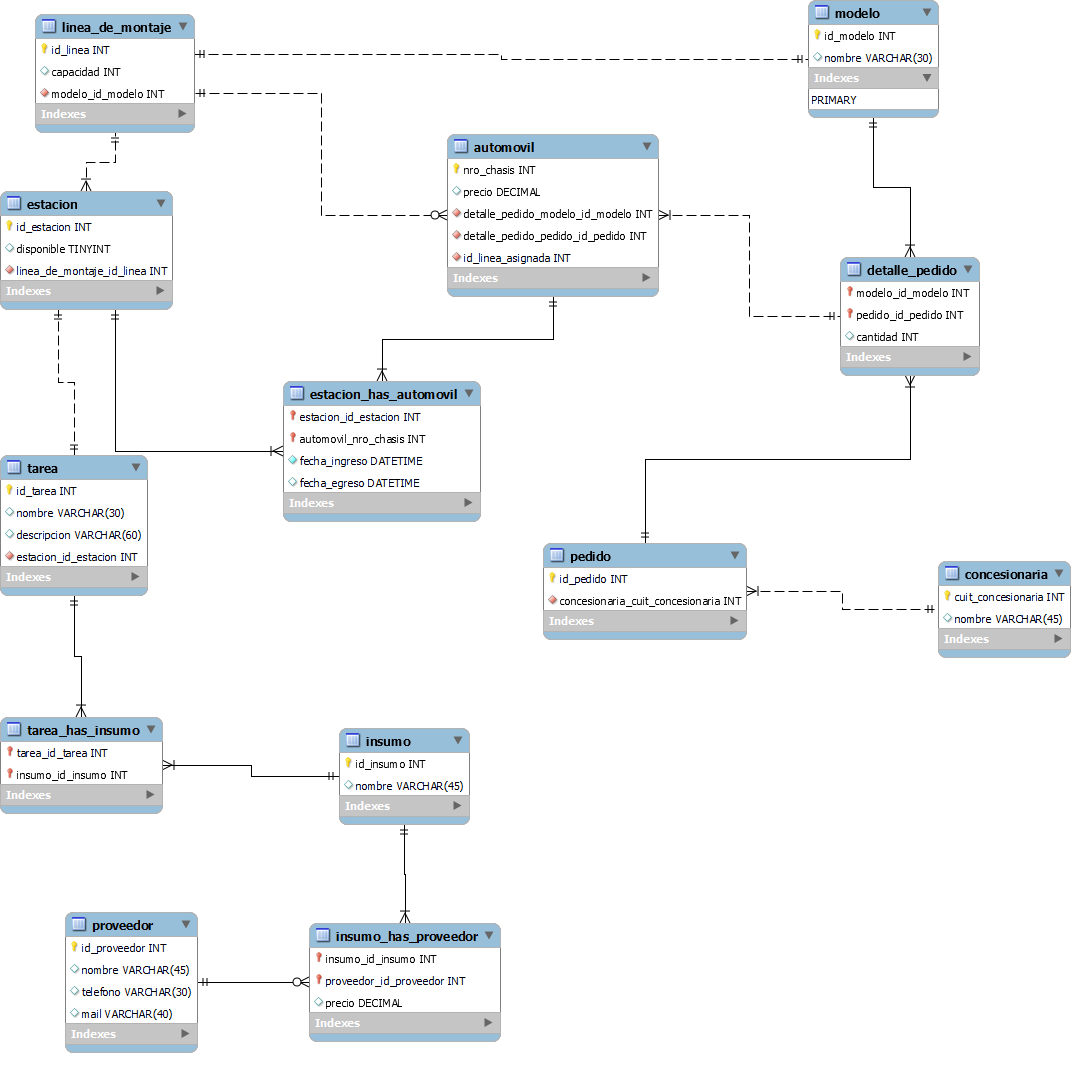 linea_de_montaje
id_linea INT
capacidad INT
modelo_id_modelo INT
Indexes
modelo
id_modelo INT
nombre VARCHAR(30)
Indexes
PRIMARY
automovil
nro_chasis INT
precio DECIMAL
detalle_pedido_modelo_id_modelo INT
detalle_pedido_pedido_id_pedido INT
id_linea_asignada INT
Indexes
estacion
id_estacion INT
disponible TINYINT
linea_de_montaje_id_linea INT
Indexes
detalle_pedido
modelo_id_modelo INT
pedido_id_pedido INT
cantidad INT
Indexes
estacion_has_automovil
estacion_id_estacion INT
automovil_nro_chasis INT
fecha_ingreso DATETIME
fecha_egreso DATETIME
Indexes
tarea
id_tarea INT
nombre VARCHAR(30)
descripcion VARCHAR(60)
estacion_id_estacion INT
Indexes
pedido
id_pedido INT
concesionaria_cuit_concesionaria INT
Indexes
concesionaria
cuit_concesionaria INT
nombre VARCHAR(45)
Indexes
tarea_has_insumo
tarea_id_tarea INT
insumo_id_insumo INT
Indexes
insumo
id_insumo INT
nombre VARCHAR(45)
Indexes
proveedor
id_proveedor INT
nombre VARCHAR(45)
telefono VARCHAR(30)
mail VARCHAR(40)
Indexes
insumo_has_proveedor
insumo_id_insumo INT
proveedor_id_proveedor INT
precio DECIMAL
Indexes